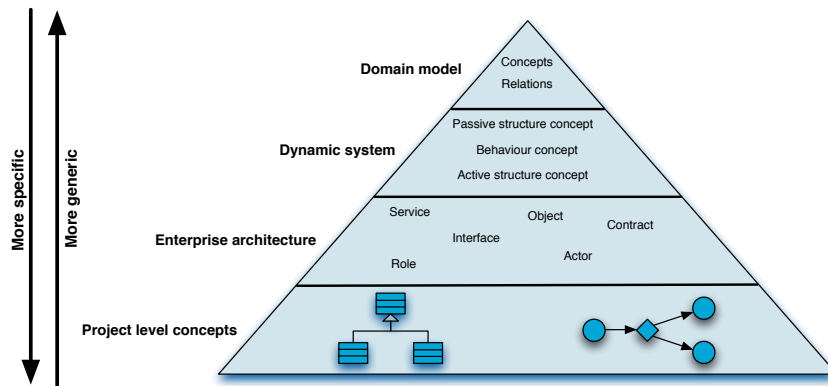 More specific
More generic
Domain model
Concepts
Relations
Dynamic system
Passive structure concept
Behaviour concept
Active structure concept
Enterprise architecture
Service
Object
Contract
Interface
Role
Actor
Project level concepts